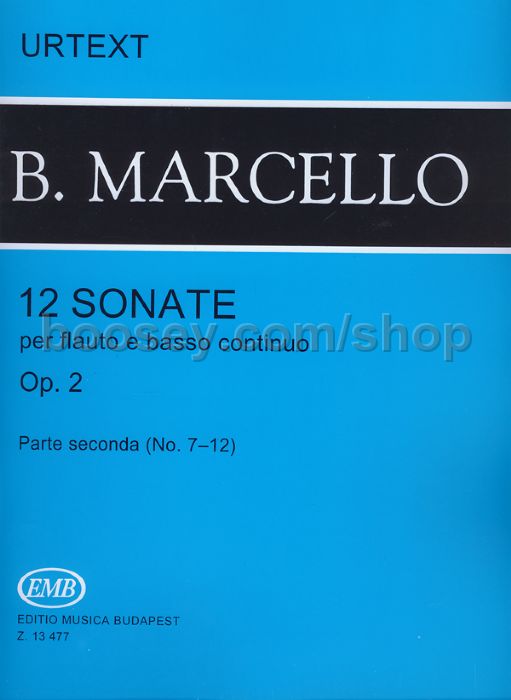 URTEXT
B. MARCELLO
12 SONATE
boosey.com/shop
per flauto e basso continuo
Op. 2
Parte seconda (No. 7–12)
EMB
EDITIO MUSICA BUDAPEST
Z. 13 477